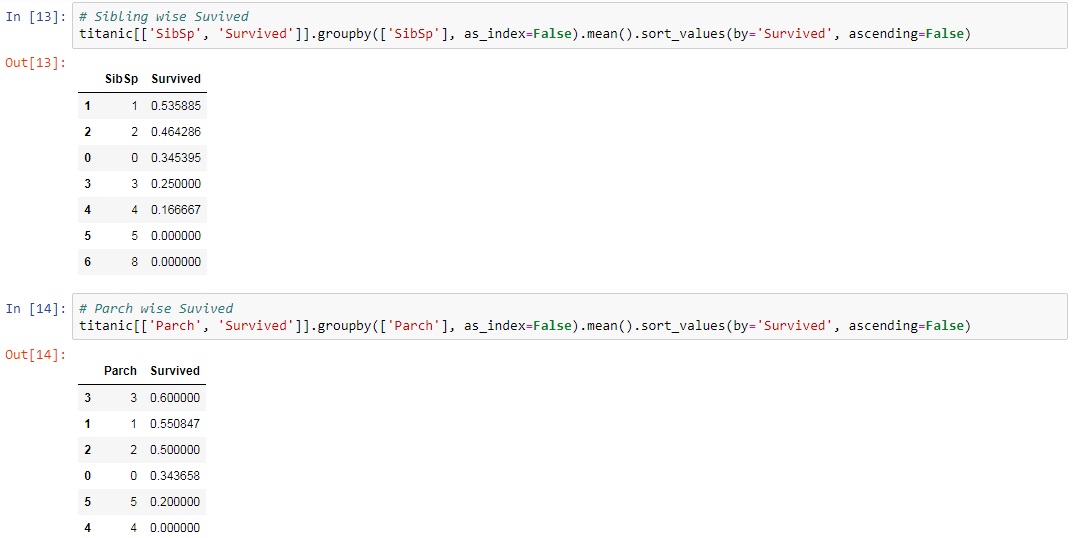 In [13]: # Sibling wise Suvived
titanic[['SibSp', 'Survived']].groupby(['SibSp'], as_index=False).mean().sort_values(by='Survived', ascending=False)
Out[13]:
SibSp Survived
1 1 0.535885
2 2 0.464286
0 0 0.345395
3 3 0.250000
4 4 0.166667
5 5 0.000000
6 8 0.000000
In [14]: # Parch wise Suvived
titanic[['Parch', 'Survived']].groupby(['Parch'], as_index=False).mean().sort_values(by='Survived', ascending=False)
Out[14]:
Parch Survived
3 3 0.600000
1 1 0.550847
2 2 0.500000
0 0 0.343658
5 5 0.200000
4 4 0.000000